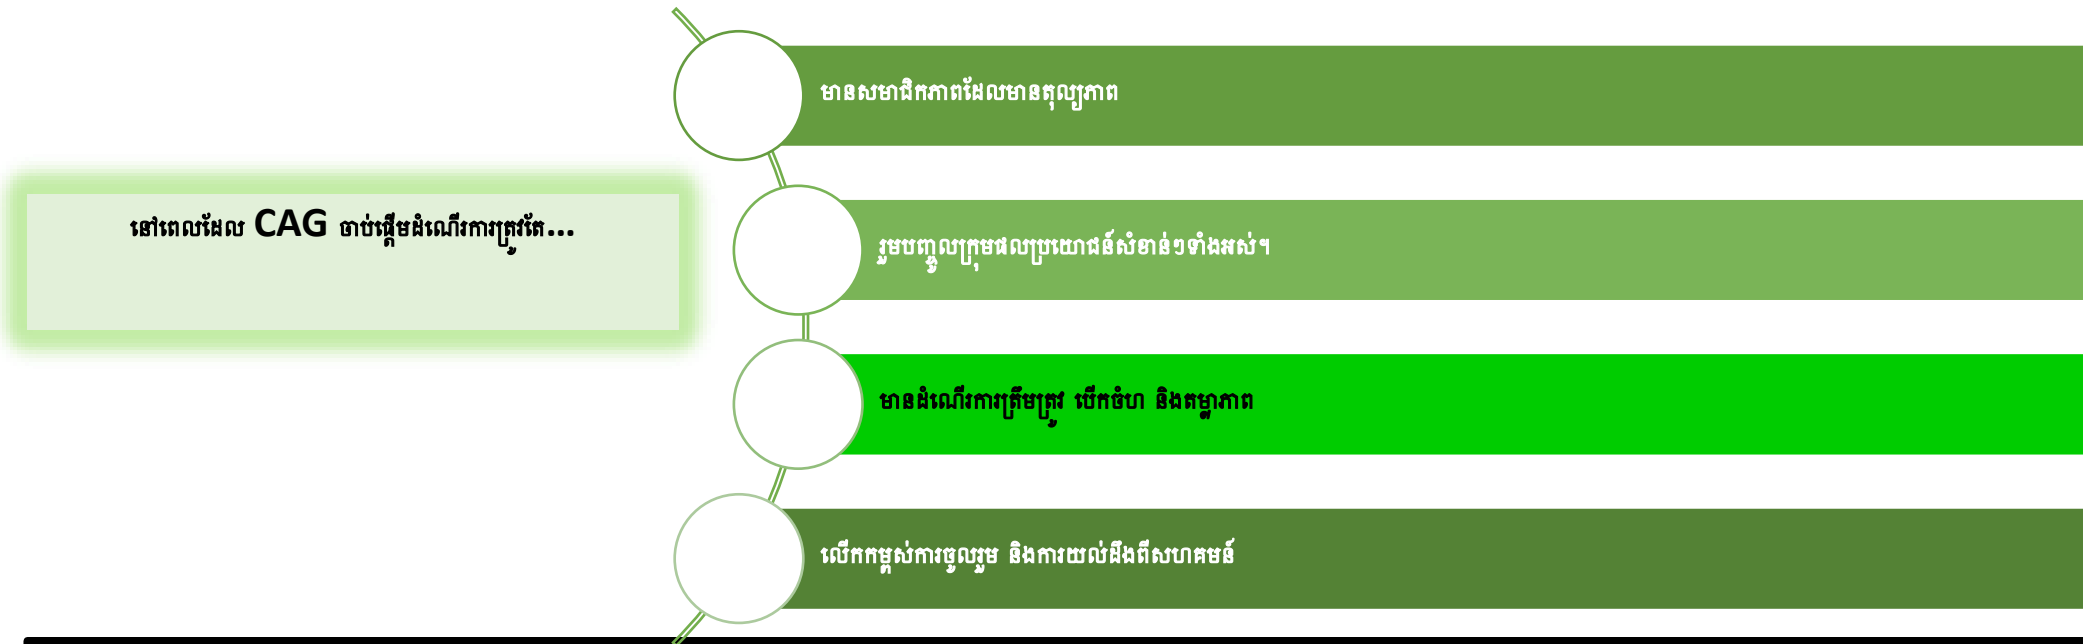 នៅពេលដែល CAG ចាប់ផ្តើមដំណើរការត្រូវតែ...
មានសមាជិកភាពដែលមានតុល្យភាព
រួមបញ្ចូលក្រុមផលប្រយោជន៍សំខាន់ៗទាំងអស់។
មានដំណើរការត្រឹមត្រូវ បើកចំហ និងតម្លាភាព
លើកកម្ពស់ការចូលរួម និងការយល់ដឹងពីសហគមន៍